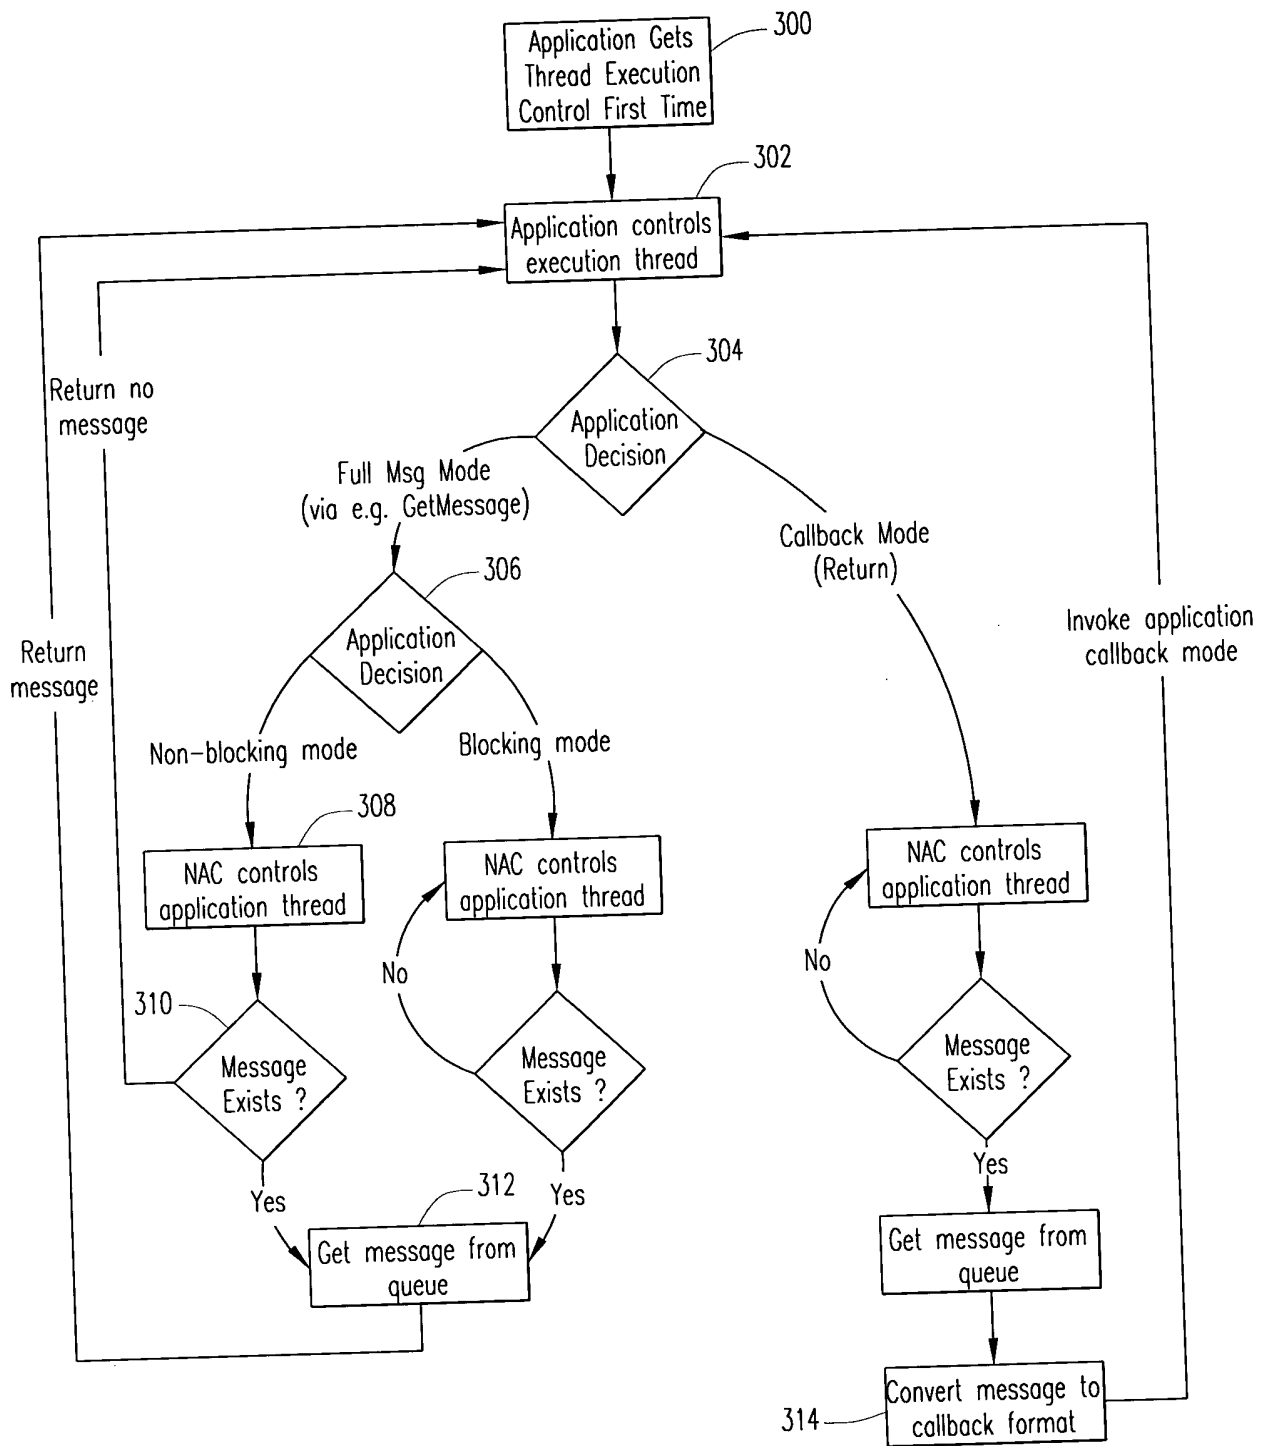 300
Application Gets
Thread Execution
Control First Time
302
Application controls
execution thread
304
Return no
message
Application
Decision
Full Msg Mode
(via e.g. GetMessage)
Callback Mode
(Return)
306
Application
Decision
Invoke application
callback mode
Return
message
Non-blocking mode
Blocking mode
308
NAC controls
application thread
NAC controls
application thread
NAC controls
application thread
No
No
310
Message
Exists ?
Message
Exists ?
Message
Exists ?
Yes
Yes
Yes
312
Get message from
queue
Get message from
queue
314
Convert message to
callback format